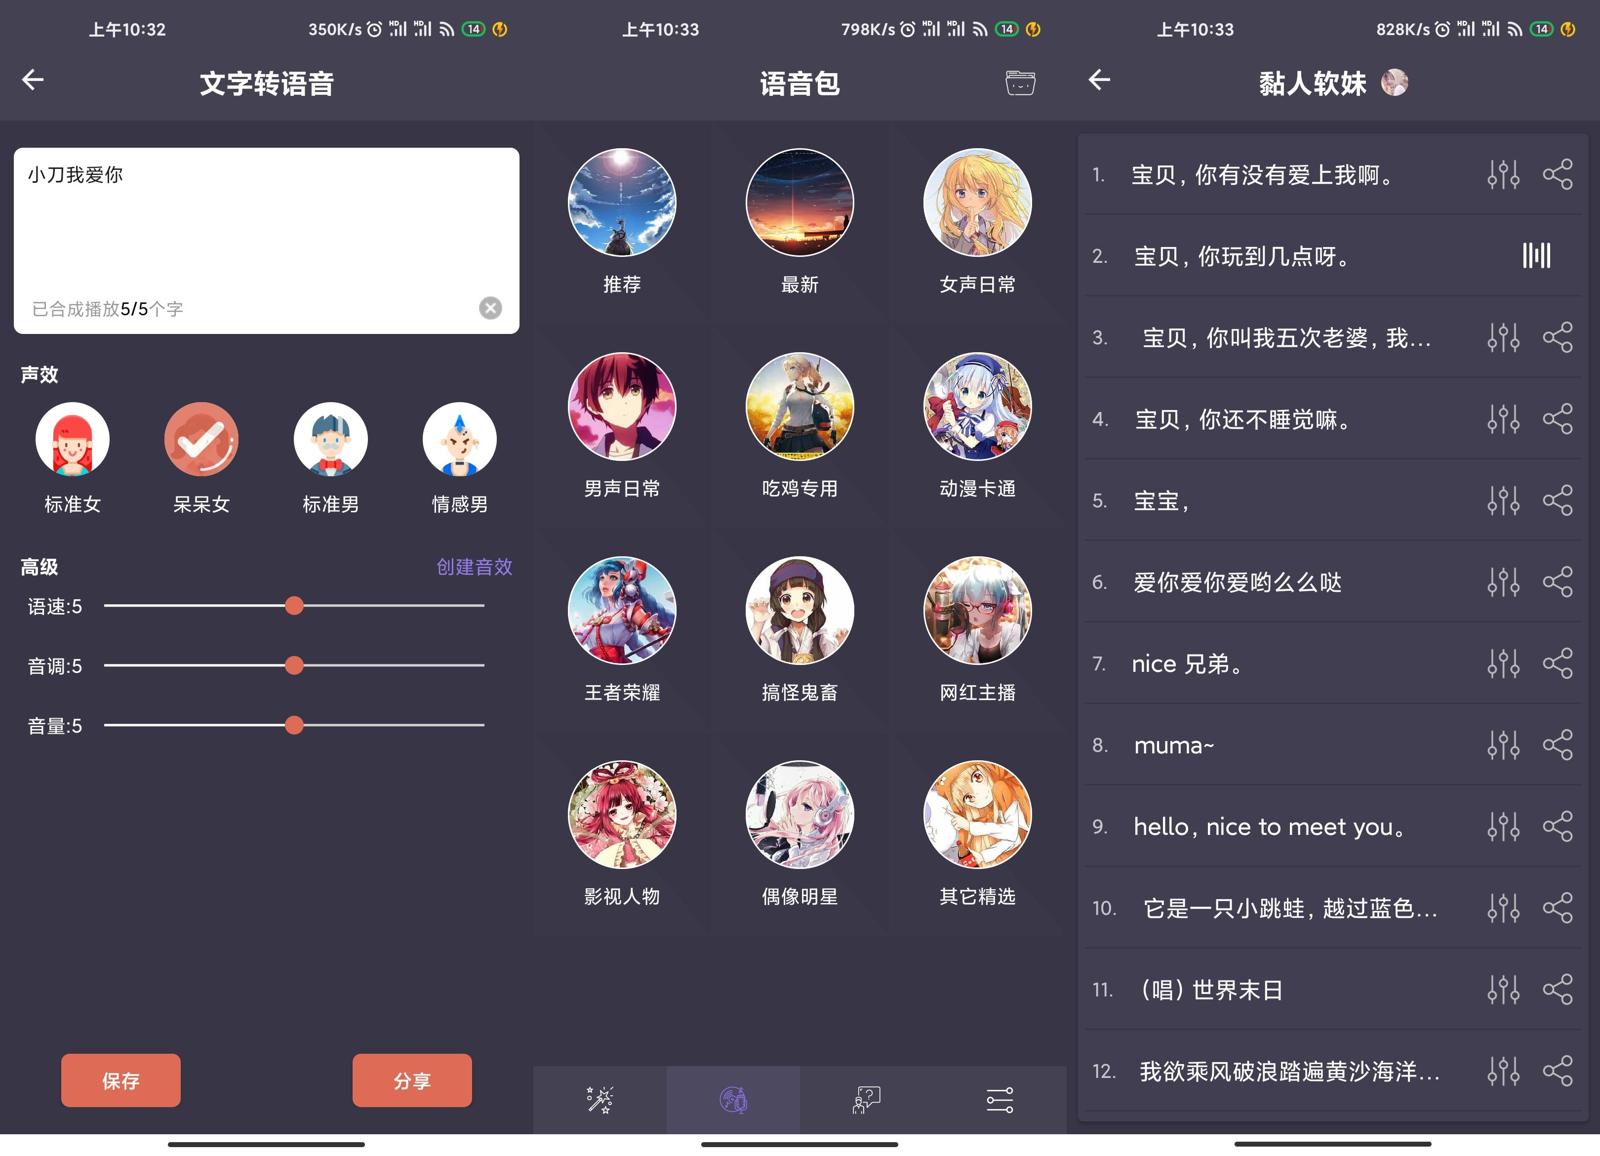 上午10:32
350K/s
14
文字转语音
小刀我爱你
已合成播放5/5个字
声效
标准女
呆呆女
标准男
情感男
高级
创建音效
语速:5
音调:5
音量:5
保存
分享
上午10:33
798K/s
14
语音包
推荐
最新
女声日常
男声日常
吃鸡专用
动漫卡通
王者荣耀
搞怪鬼畜
网红主播
影视人物
偶像明星
其它精选
上午10:33
828K/s
14
黏人软妹
1. 宝贝，你有没有爱上我啊。
2. 宝贝，你玩到几点呀。
3. 宝贝，你叫我五次老婆，我...
4. 宝贝，你还不睡觉嘛。
5. 宝宝，
6. 爱你爱你爱哟么么哒
7. nice 兄弟。
8. muma~
9. hello，nice to meet you。
10. 它是一只小跳蛙，越过蓝色...
11. （唱）世界末日
12. 我欲乘风破浪踏遍黄沙海洋...